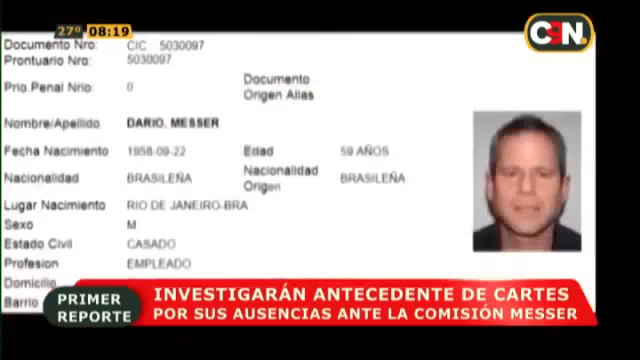 27º 08:19
C9N.
Documento Nro: CIC 5030097
Prontuario Nro: 5030097
Prio.Penal Nrio: 0 Documento Origen Alias
Nombre/Apellido DARIO, MESSER
Fecha Nacimiento 1958-09-22 Edad 59 AÑOS
Nacionalidad BRASILEÑA Nacionalidad Origen BRASILEÑA
Lugar Nacimiento RIO DE JANEIRO-BRA
Sexo M
Estado Civil CASADO
Profesion EMPLEADO
Domicilio
Barrio
PRIMER REPORTE
INVESTIGARÁN ANTECEDENTE DE CARTES
POR SUS AUSENCIAS ANTE LA COMISIÓN MESSER